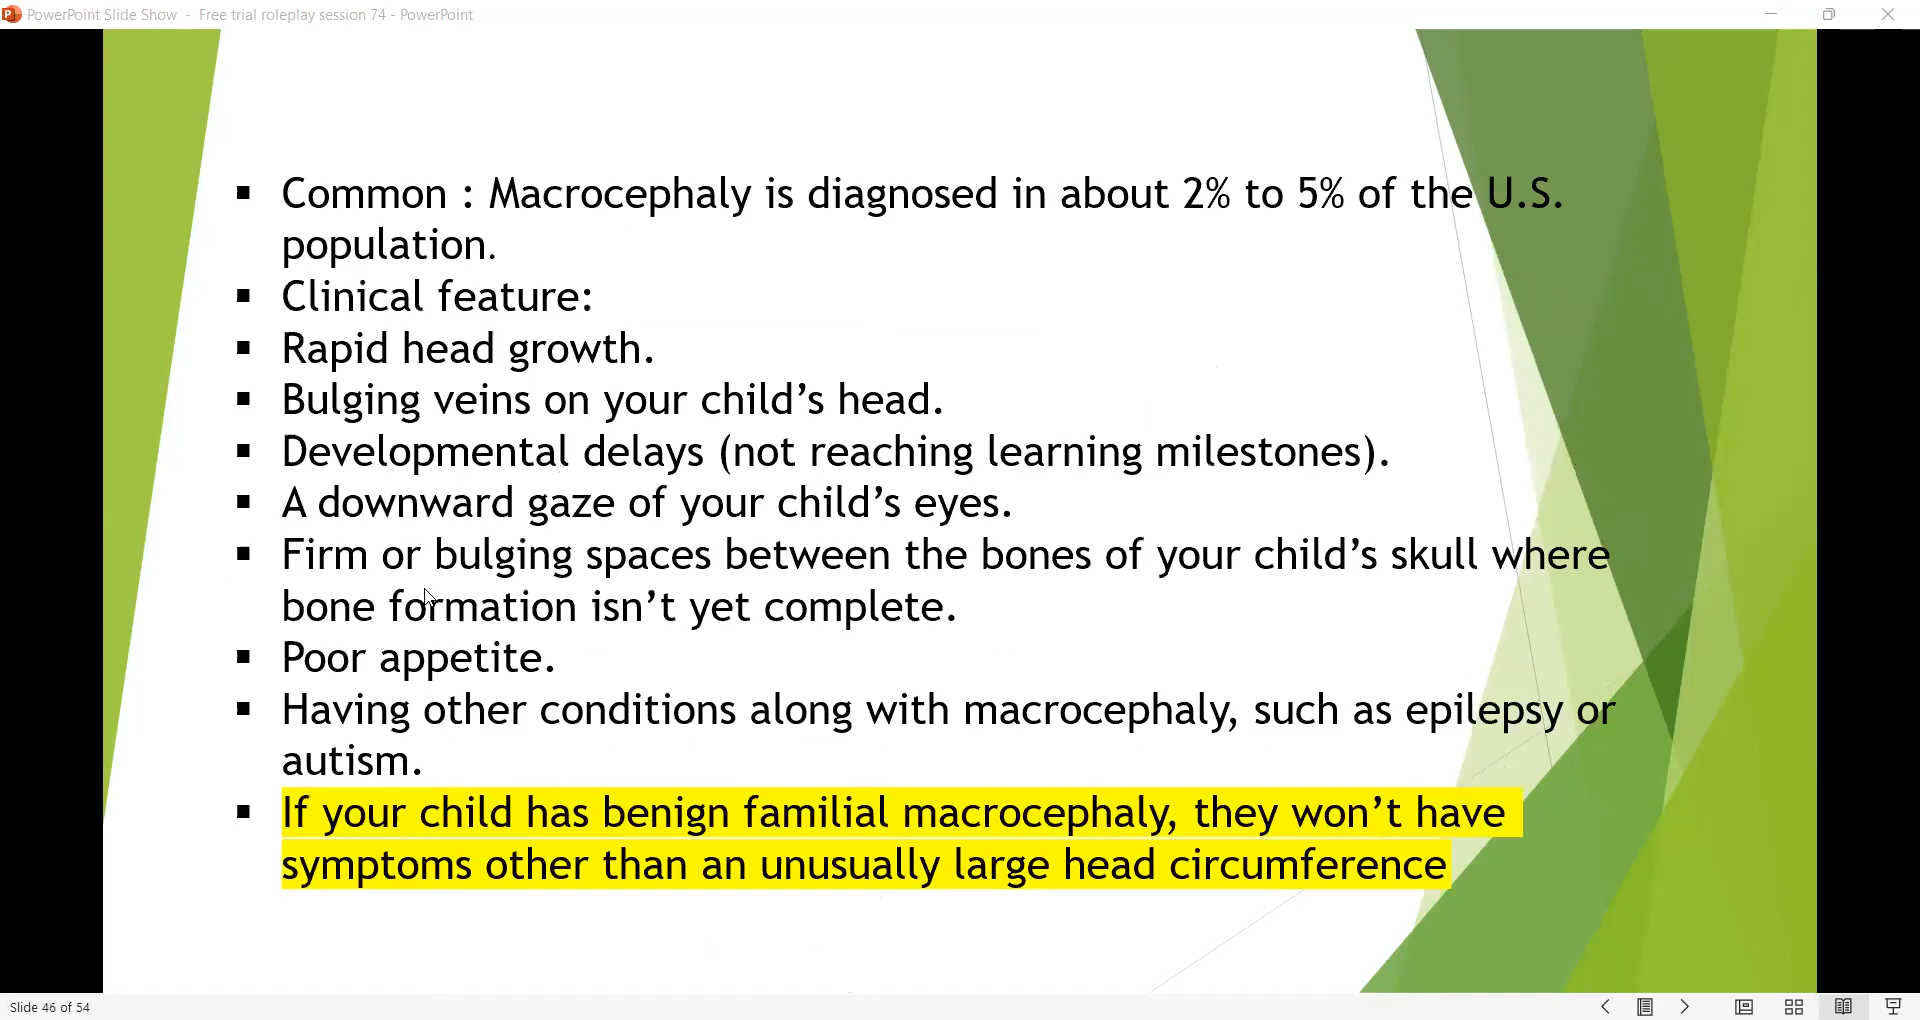 PowerPoint Slide Show - Free trial roleplay session 74 - PowerPoint
▪ Common : Macrocephaly is diagnosed in about 2% to 5% of the U.S.
population.
▪ Clinical feature:
▪ Rapid head growth.
▪ Bulging veins on your child’s head.
▪ Developmental delays (not reaching learning milestones).
▪ A downward gaze of your child’s eyes.
▪ Firm or bulging spaces between the bones of your child’s skull where
bone formation isn’t yet complete.
▪ Poor appetite.
▪ Having other conditions along with macrocephaly, such as epilepsy or
autism.
▪ If your child has benign familial macrocephaly, they won’t have
symptoms other than an unusually large head circumference
Slide 46 of 54